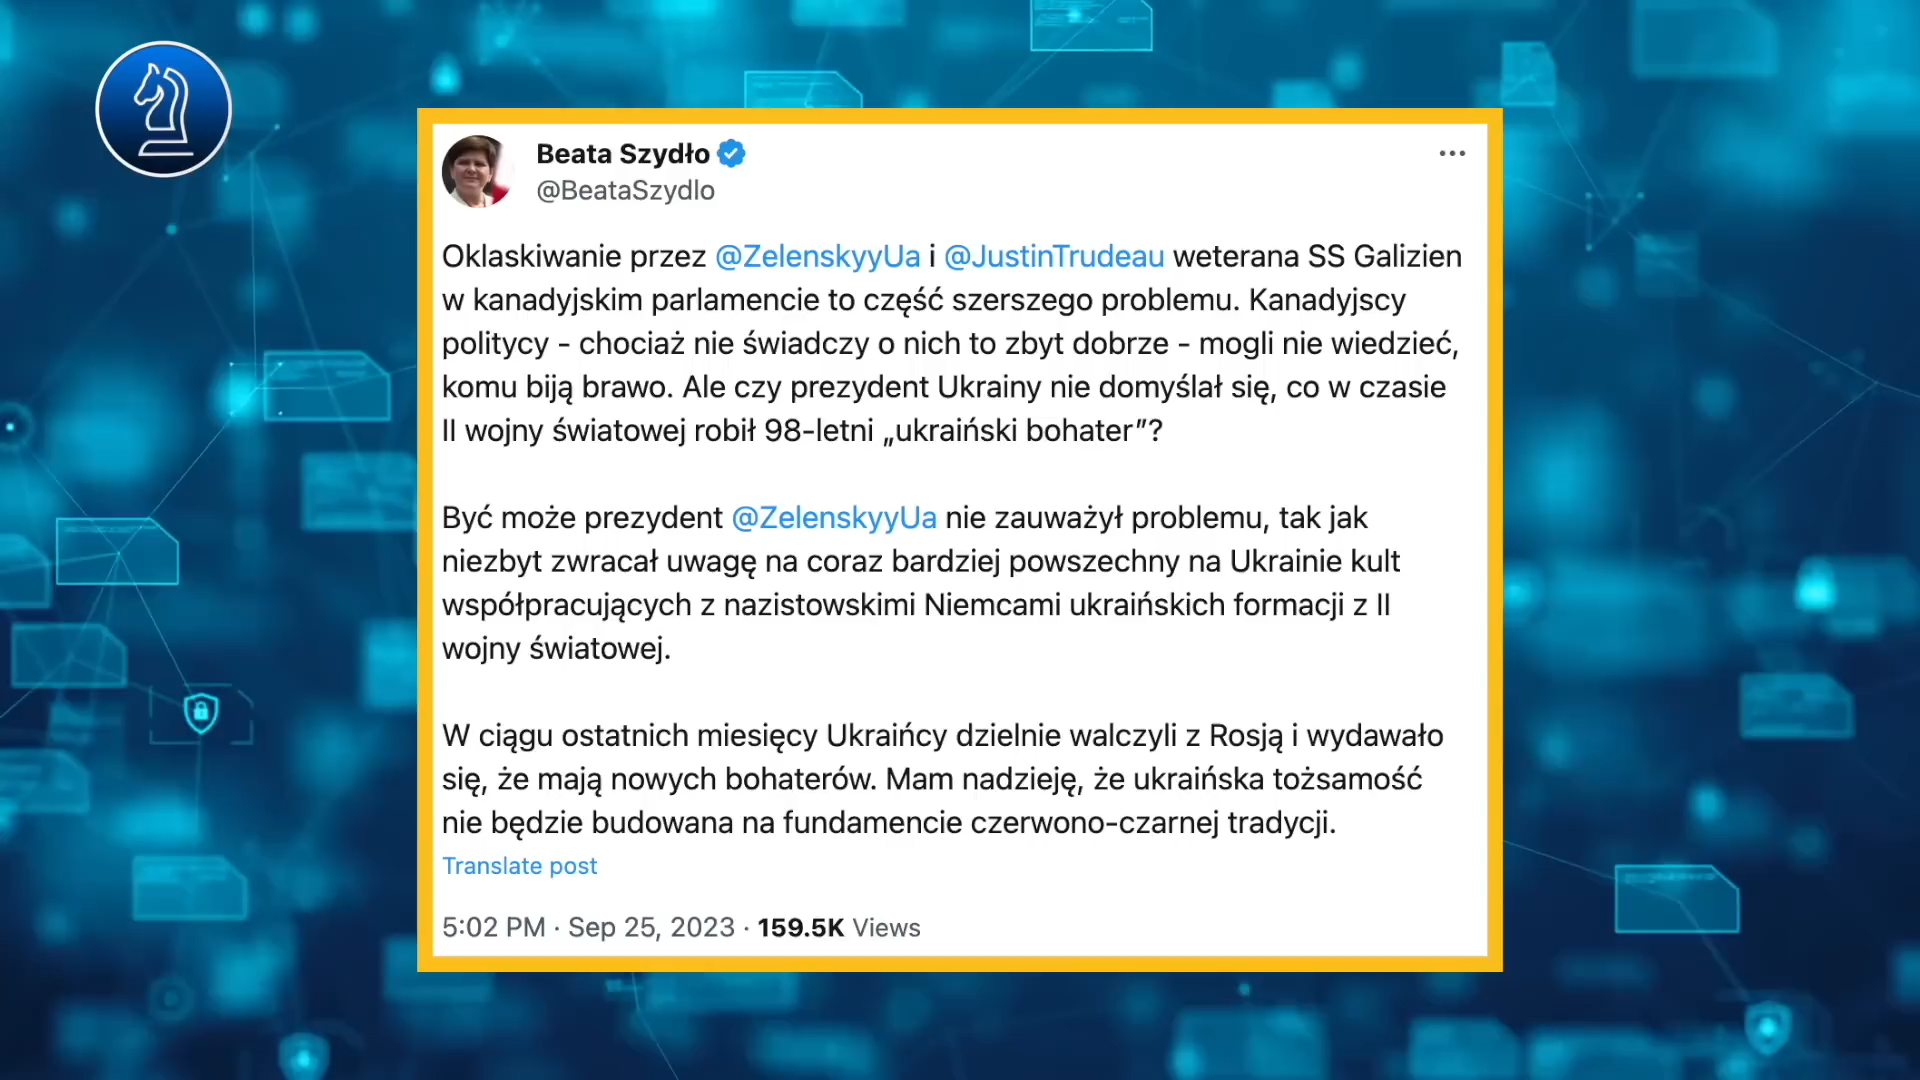 Beata Szydło
@BeataSzydlo
Oklaskiwanie przez @ZelenskyyUa i @JustinTrudeau weterana SS Galizien
w kanadyjskim parlamencie to część szerszego problemu. Kanadyjscy
politycy - chociaż nie świadczy o nich to zbyt dobrze - mogli nie wiedzieć,
komu biją brawo. Ale czy prezydent Ukrainy nie domyślał się, co w czasie
II wojny światowej robił 98-letni „ukraiński bohater”?
Być może prezydent @ZelenskyyUa nie zauważył problemu, tak jak
niezbyt zwracał uwagę na coraz bardziej powszechny na Ukrainie kult
współpracujących z nazistowskimi Niemcami ukraińskich formacji z II
wojny światowej.
W ciągu ostatnich miesięcy Ukraińcy dzielnie walczyli z Rosją i wydawało
się, że mają nowych bohaterów. Mam nadzieję, że ukraińska tożsamość
nie będzie budowana na fundamencie czerwono-czarnej tradycji.
Translate post
5:02 PM · Sep 25, 2023 · 159.5K Views